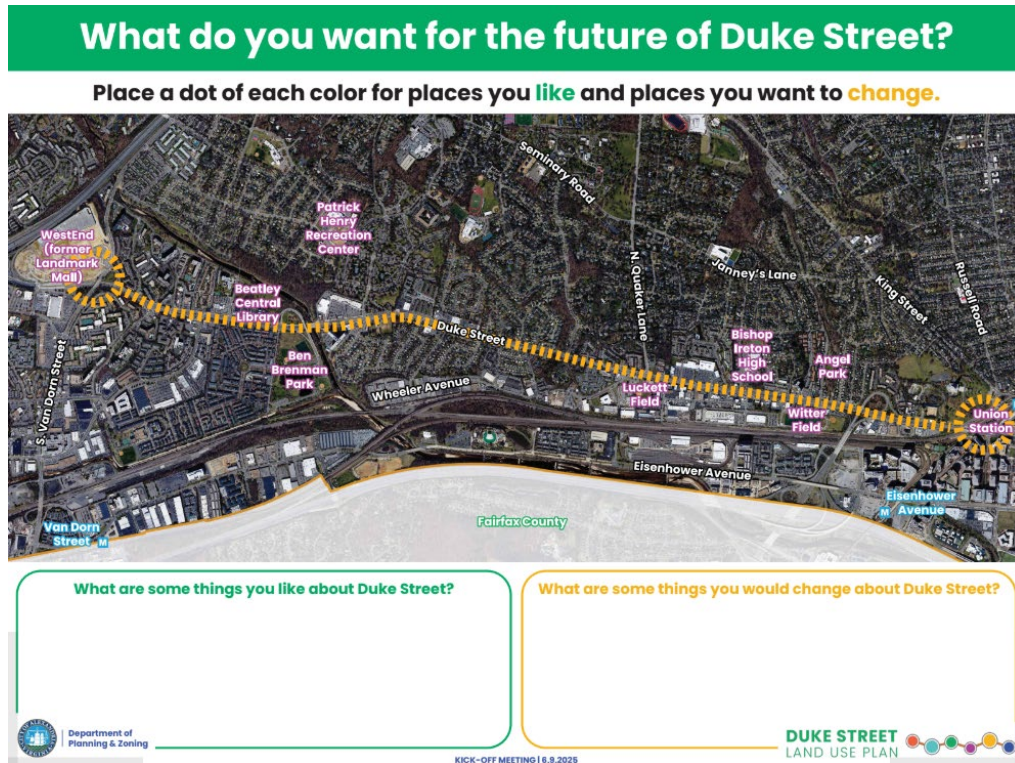 What do you want for the future of Duke Street?
Place a dot of each color for places you like and places you want to change.
Seminary Road
Patrick
Henry
Recreation
Center
WestEnd
(former
Landmark
Mall)
N. Quaker Lane
Janney's Lane
King Street
Russell Road
Beatley
Central
Library
Duke Street
Ben
Brenman
Park
Wheeler Avenue
S. Van Dorn Street
Luckett
Field
Bishop
Ireton
High
School
Angel
Park
Witter
Field
Union
Station
Eisenhower Avenue
Eisenhower
Avenue
M
Van Dorn
Street
M
Fairfax County
What are some things you like about Duke Street?
What are some things you would change about Duke Street?
Department of
Planning & Zoning
KICK-OFF MEETING | 6.9.2025
DUKE STREET
LAND USE PLAN